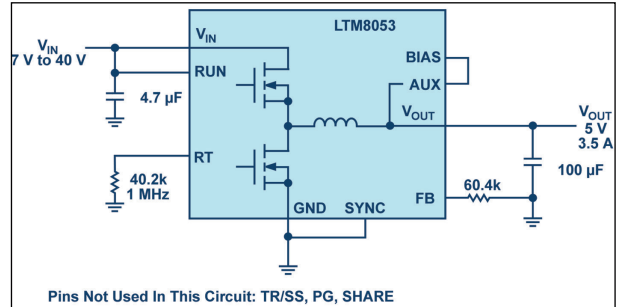 LTM8053
VIN
7 V to 40 V
VIN
RUN
4.7 µF
BIAS
AUX
VOUT
VOUT
5 V
3.5 A
100 µF
RT
40.2k
1 MHz
60.4k
FB
GND
SYNC
Pins Not Used In This Circuit: TR/SS, PG, SHARE